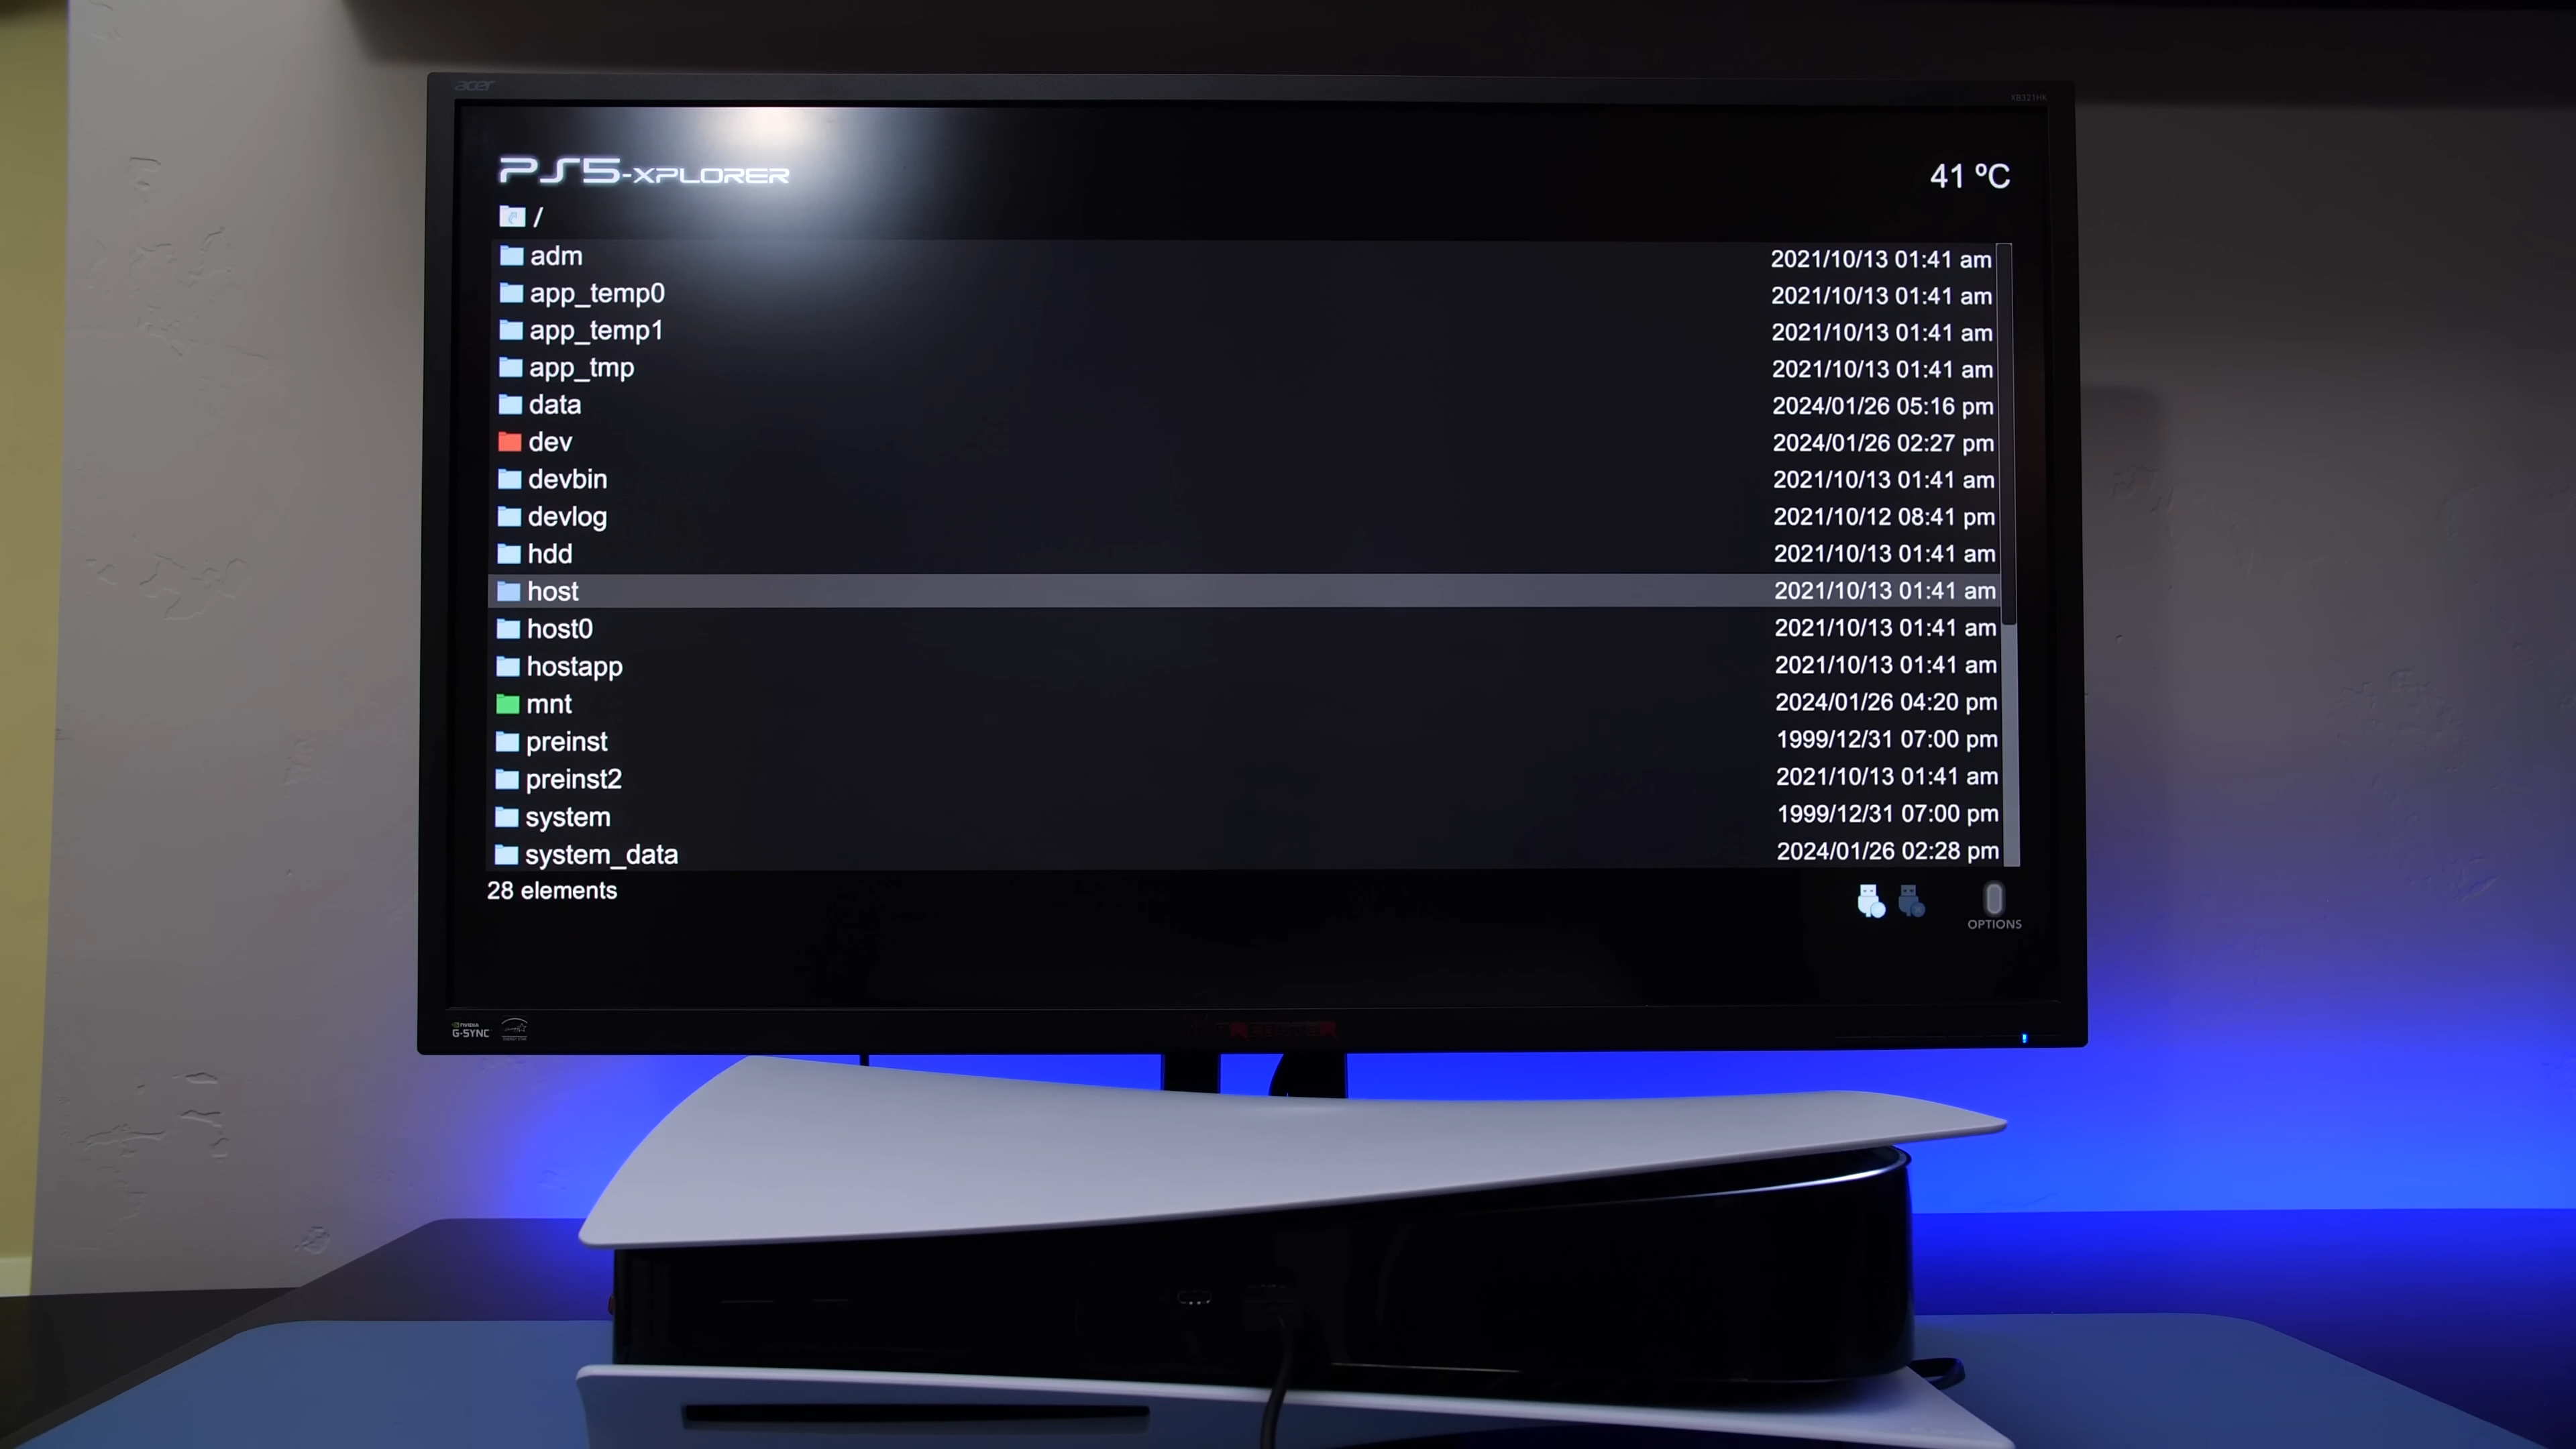 acer
XB321HK
PS5-XPLORER
41 ºC
/
adm 2021/10/13 01:41 am
app_temp0 2021/10/13 01:41 am
app_temp1 2021/10/13 01:41 am
app_tmp 2021/10/13 01:41 am
data 2024/01/26 05:16 pm
dev 2024/01/26 02:27 pm
devbin 2021/10/13 01:41 am
devlog 2021/10/12 08:41 pm
hdd 2021/10/13 01:41 am
host 2021/10/13 01:41 am
host0 2021/10/13 01:41 am
hostapp 2021/10/13 01:41 am
mnt 2024/01/26 04:20 pm
preinst 1999/12/31 07:00 pm
preinst2 2021/10/13 01:41 am
system 1999/12/31 07:00 pm
system_data 2024/01/26 02:28 pm
28 elements
OPTIONS
NVIDIA
G-SYNC
PREDATOR